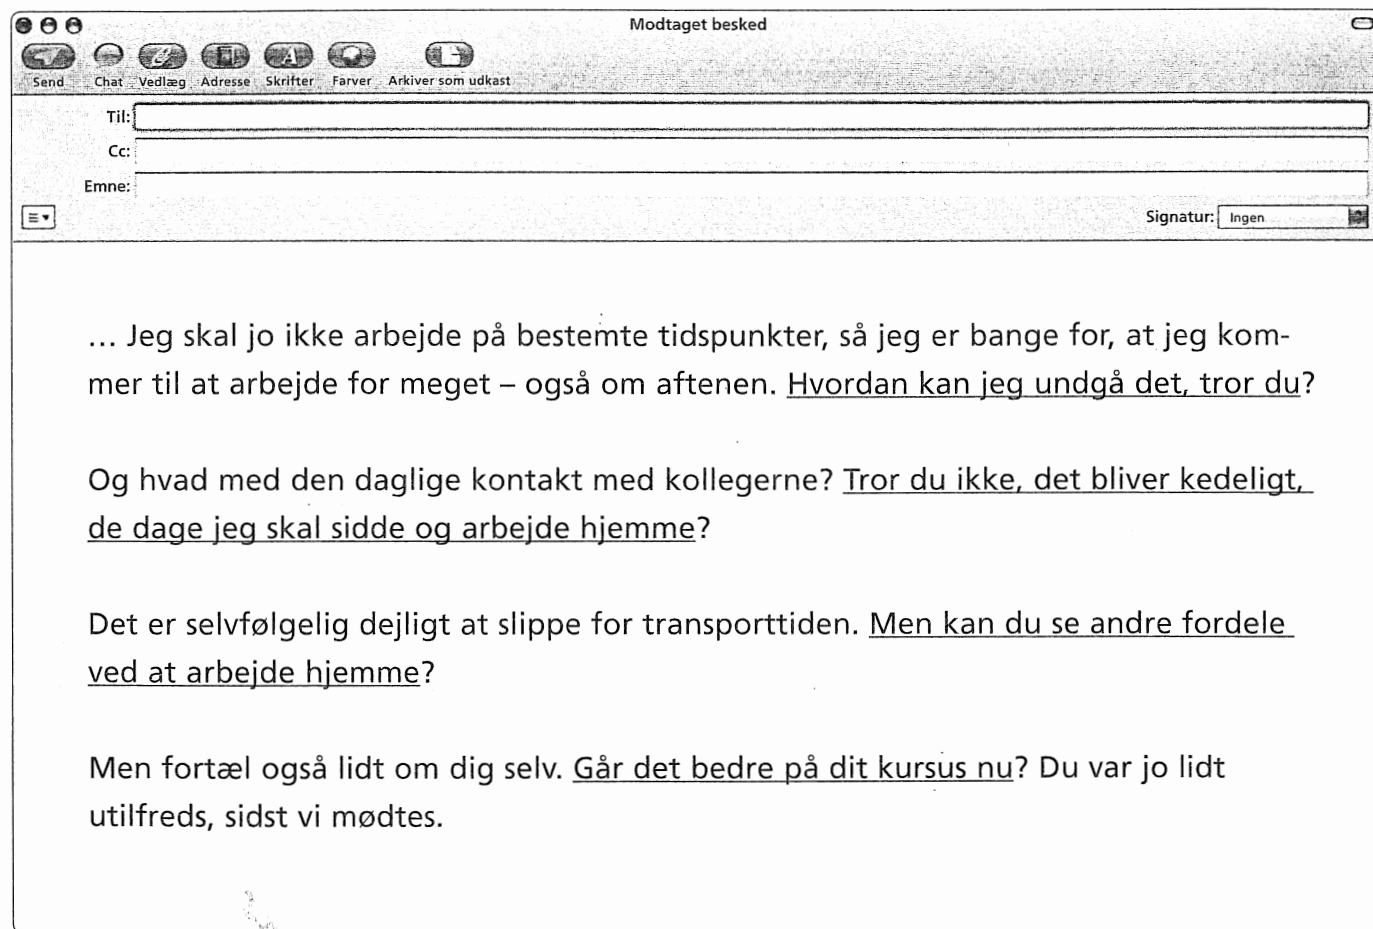 Modtaget besked
Send Chat Vedlæg Adresse Skrifter Farver Arkiver som udkast
Til:
Cc:
Emne:
Signatur: Ingen
... Jeg skal jo ikke arbejde på bestemte tidspunkter, så jeg er bange for, at jeg kom-
mer til at arbejde for meget – også om aftenen. Hvordan kan jeg undgå det, tror du?
Og hvad med den daglige kontakt med kollegerne? Tror du ikke, det bliver kedeligt,
de dage jeg skal sidde og arbejde hjemme?
Det er selvfølgelig dejligt at slippe for transporttiden. Men kan du se andre fordele
ved at arbejde hjemme?
Men fortæl også lidt om dig selv. Går det bedre på dit kursus nu? Du var jo lidt
utilfreds, sidst vi mødtes.